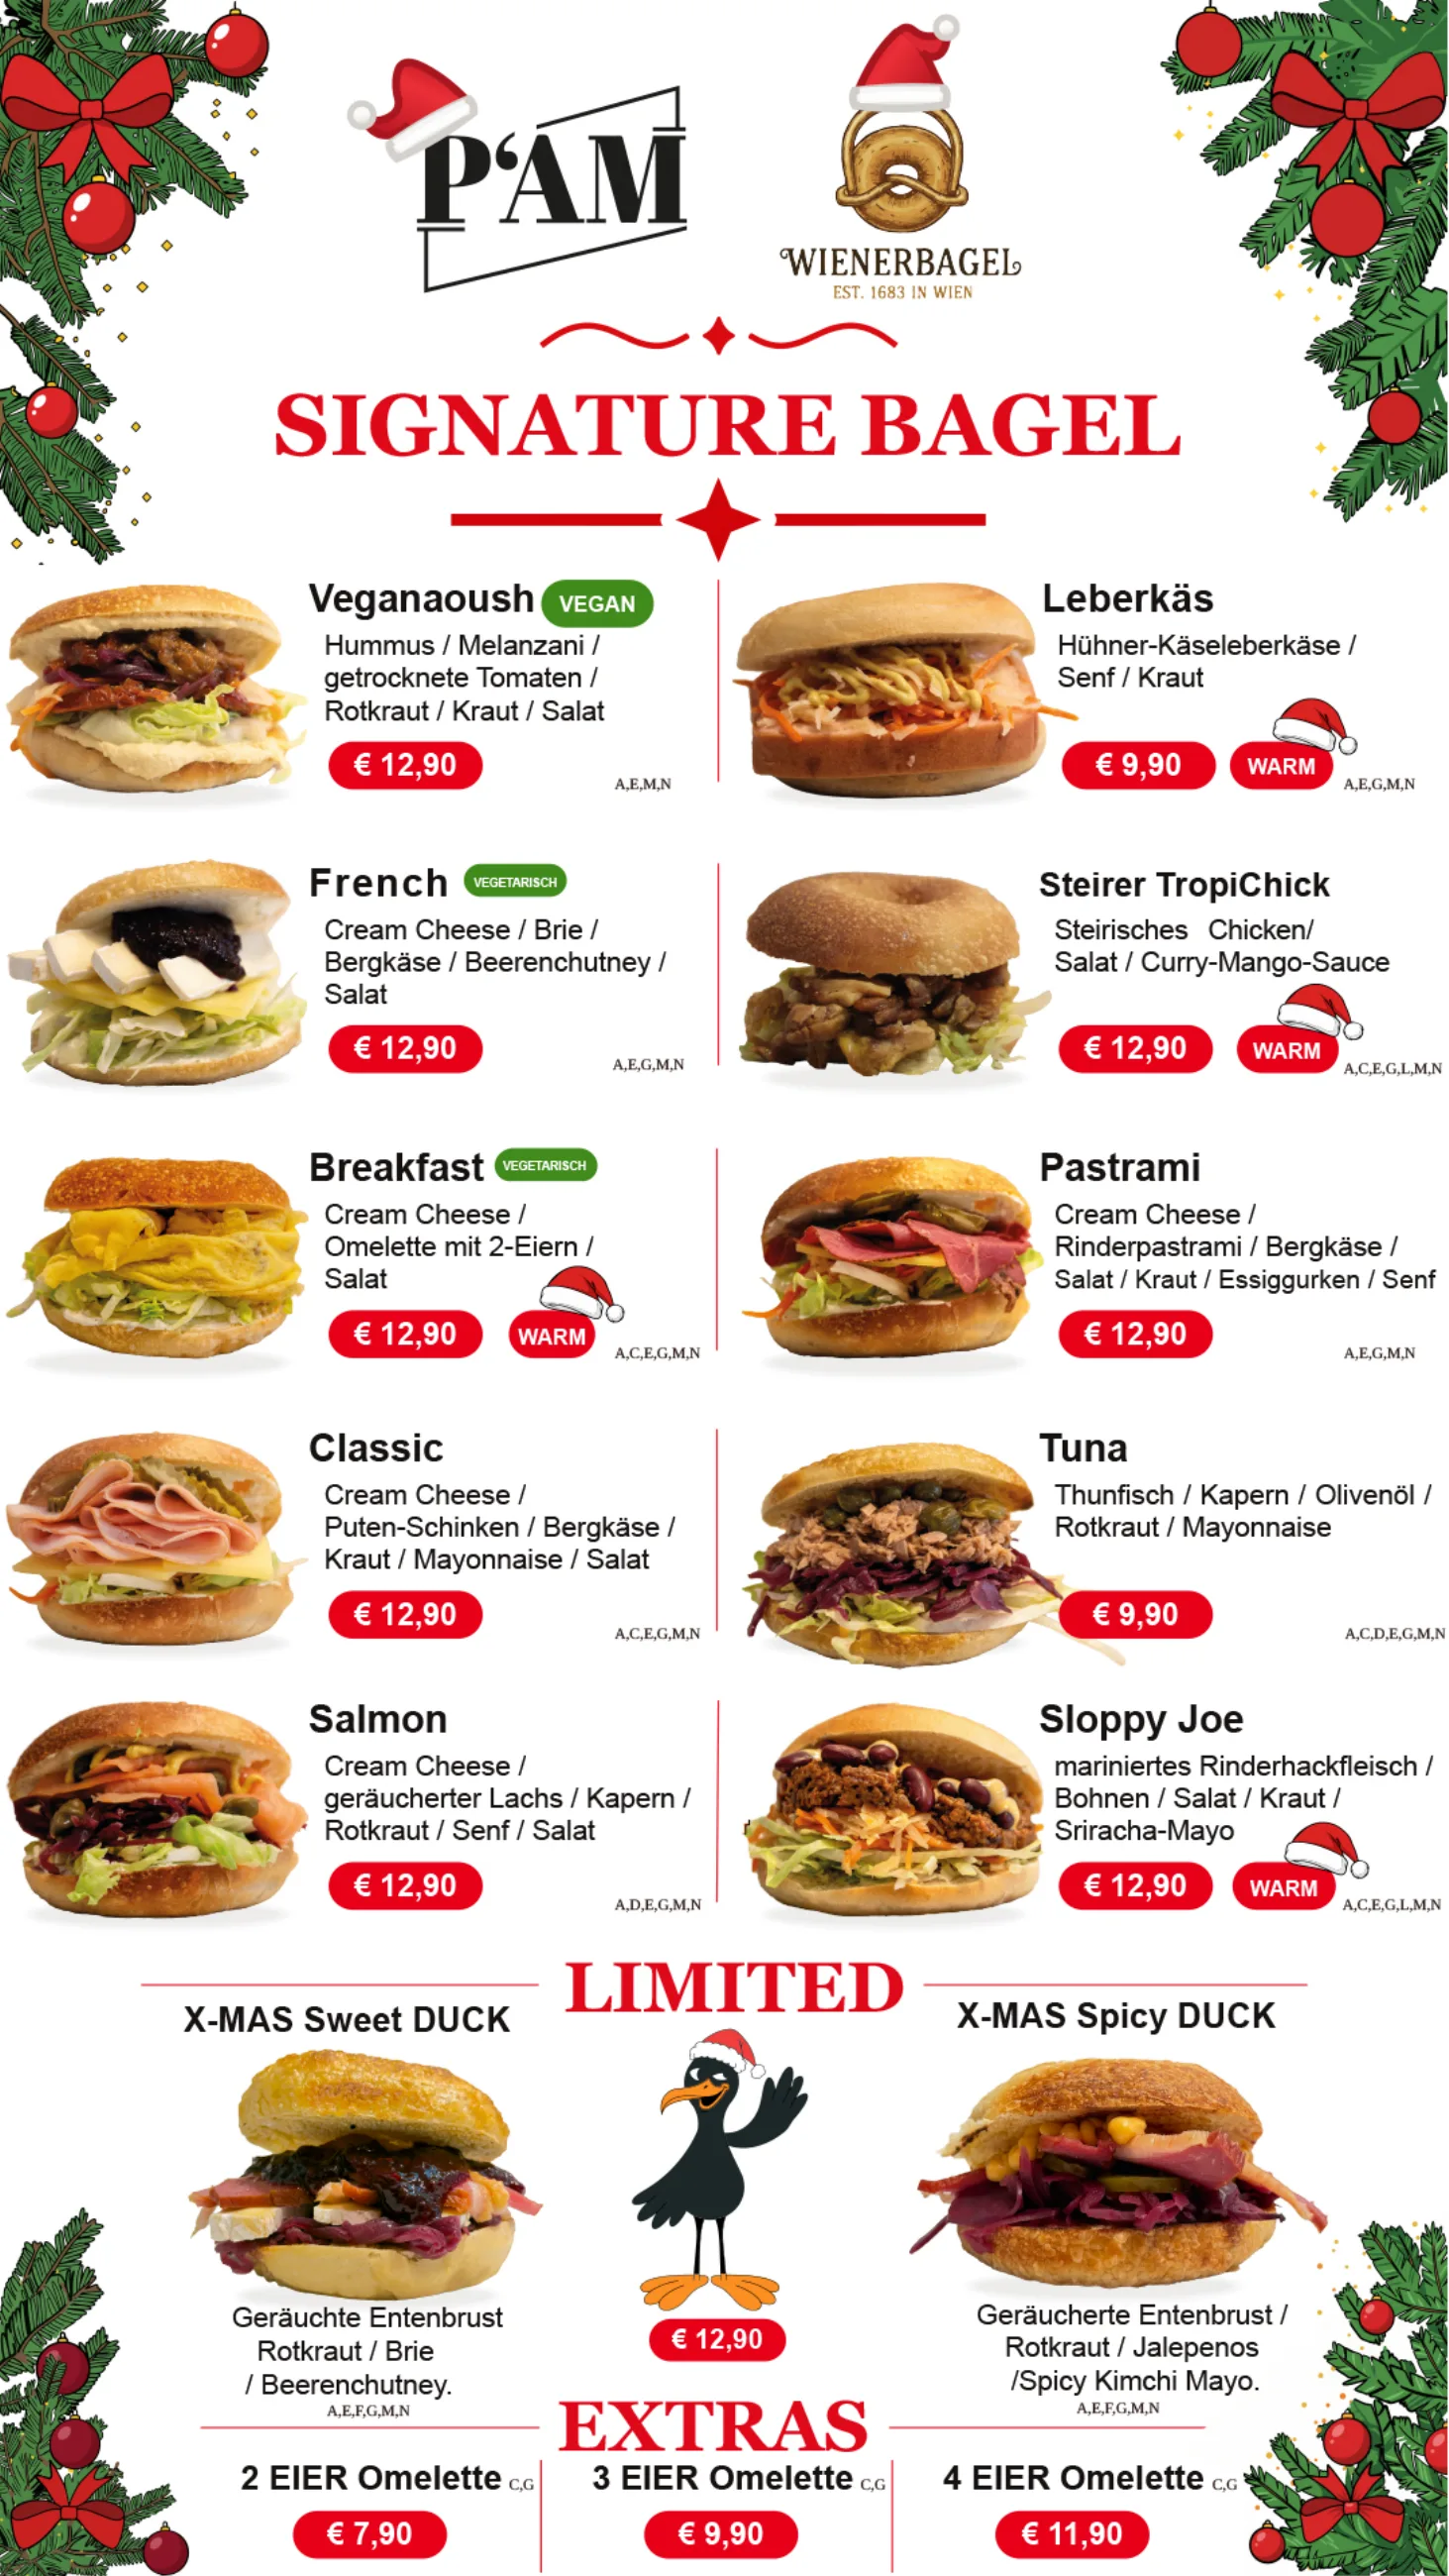 P‘AM
WIENERBAGEL
EST. 1683 IN WIEN
SIGNATURE BAGEL
Veganaoush VEGAN
Hummus / Melanzani /
getrocknete Tomaten /
Rotkraut / Kraut / Salat
€ 12,90
A,E,M,N
Leberkäs
Hühner-Käseleberkäse /
Senf / Kraut
€ 9,90 WARM
A,E,G,M,N
French VEGETARISCH
Cream Cheese / Brie /
Bergkäse / Beerenchutney /
Salat
€ 12,90
A,E,G,M,N
Steirer TropiChick
Steirisches Chicken/
Salat / Curry-Mango-Sauce
€ 12,90 WARM
A,C,E,G,L,M,N
Breakfast VEGETARISCH
Cream Cheese /
Omelette mit 2-Eiern /
Salat
€ 12,90 WARM
A,C,E,G,M,N
Pastrami
Cream Cheese /
Rinderpastrami / Bergkäse /
Salat / Kraut / Essiggurken / Senf
€ 12,90
A,E,G,M,N
Classic
Cream Cheese /
Puten-Schinken / Bergkäse /
Kraut / Mayonnaise / Salat
€ 12,90
A,C,E,G,M,N
Tuna
Thunfisch / Kapern / Olivenöl /
Rotkraut / Mayonnaise
€ 9,90
A,C,D,E,G,M,N
Salmon
Cream Cheese /
geräucherter Lachs / Kapern /
Rotkraut / Senf / Salat
€ 12,90
A,D,E,G,M,N
Sloppy Joe
mariniertes Rinderhackfleisch /
Bohnen / Salat / Kraut /
Sriracha-Mayo
€ 12,90 WARM
A,C,E,G,L,M,N
LIMITED
X-MAS Sweet DUCK
Geräuchte Entenbrust
Rotkraut / Brie
/ Beerenchutney.
A,E,F,G,M,N
€ 12,90
X-MAS Spicy DUCK
Geräucherte Entenbrust /
Rotkraut / Jalepenos
/Spicy Kimchi Mayo.
A,E,F,G,M,N
EXTRAS
2 EIER Omelette C,G
€ 7,90
3 EIER Omelette C,G
€ 9,90
4 EIER Omelette C,G
€ 11,90